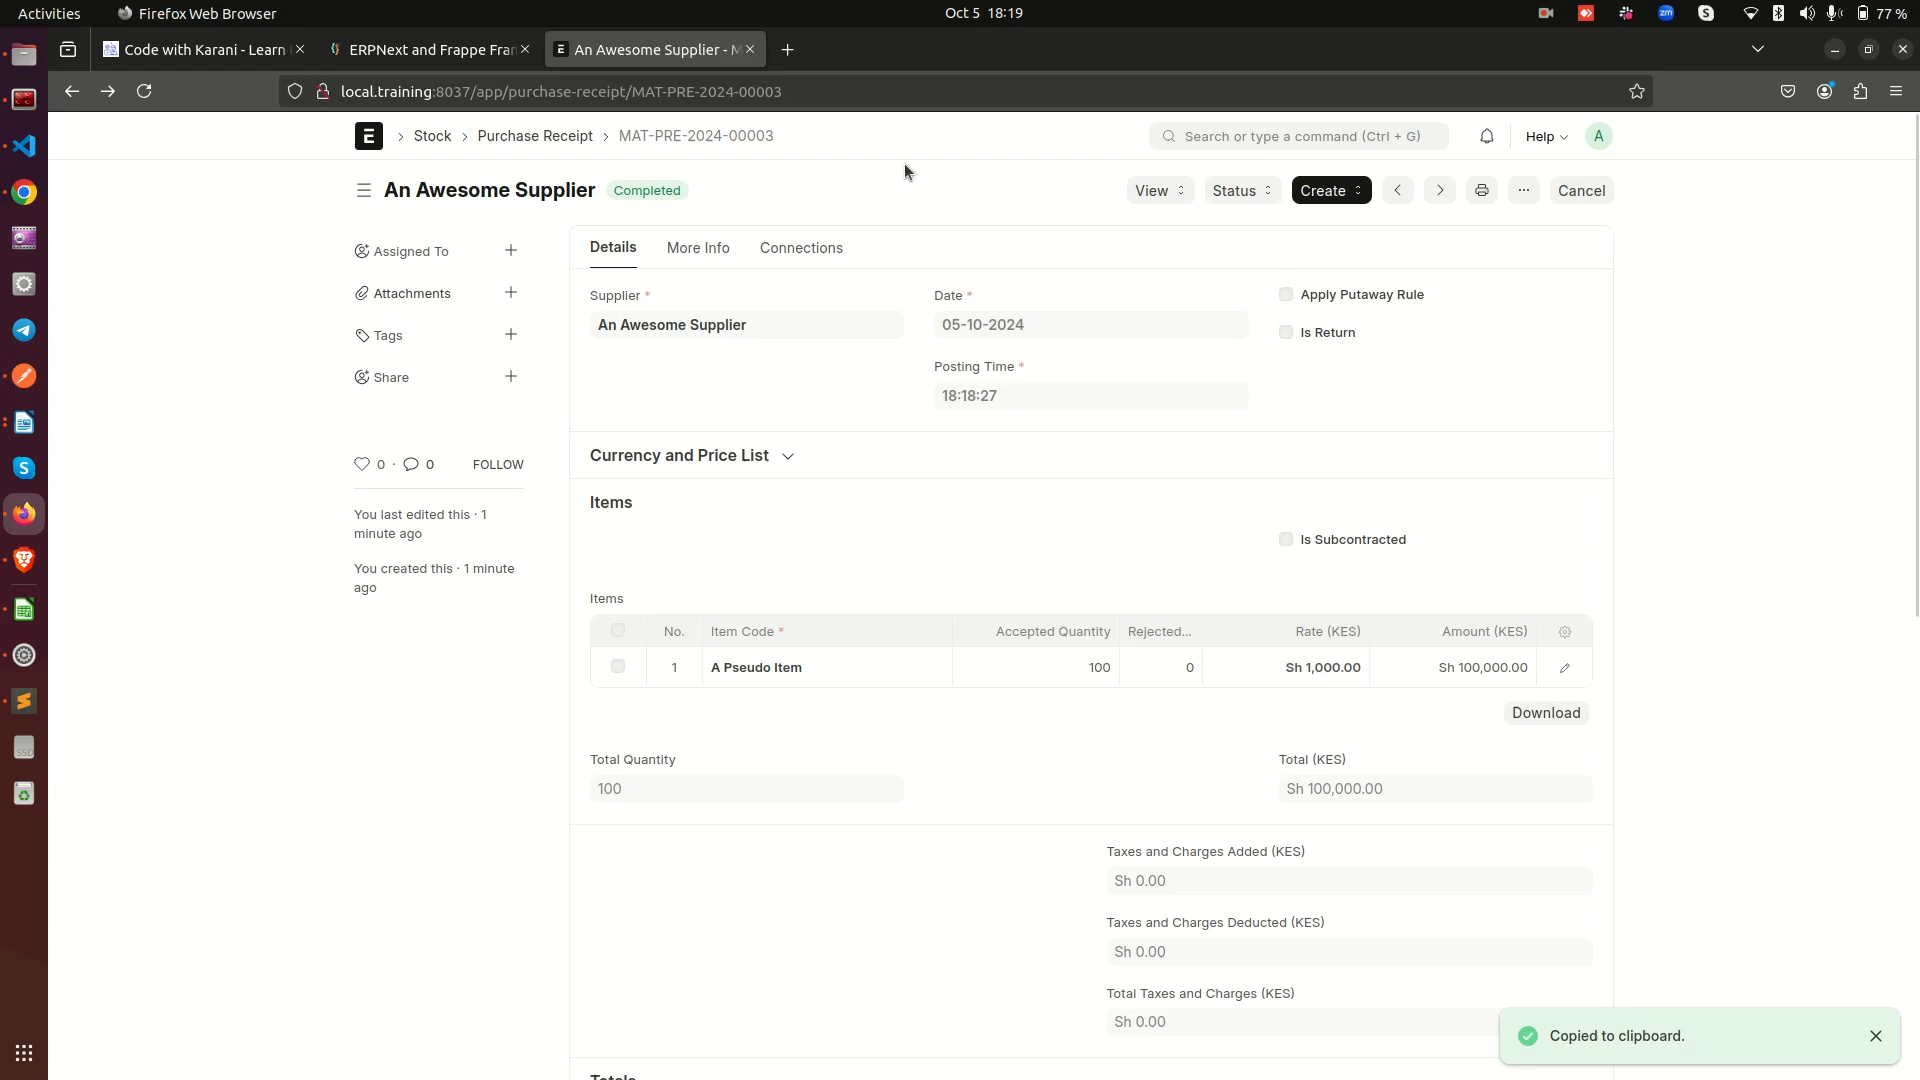 Activities
Firefox Web Browser
Oct 5 18:19
zm
S
77 %
Code with Karani - Learn
ERPNext and Frappe Fran
E An Awesome Supplier - M
local.training:8037/app/purchase-receipt/MAT-PRE-2024-00003
E
Stock
Purchase Receipt
MAT-PRE-2024-00003
Search or type a command (Ctrl + G)
Help
A
An Awesome Supplier
Completed
View
Status
Create
Cancel
Assigned To
Attachments
Tags
Share
0 · 0
FOLLOW
You last edited this · 1
minute ago
You created this · 1 minute
ago
Details
More Info
Connections
Supplier *
An Awesome Supplier
Date *
05-10-2024
Posting Time *
18:18:27
Apply Putaway Rule
Is Return
Currency and Price List
Items
Is Subcontracted
Items
No.
Item Code *
Accepted Quantity
Rejected...
Rate (KES)
Amount (KES)
1
A Pseudo Item
100
0
Sh 1,000.00
Sh 100,000.00
Download
Total Quantity
100
Total (KES)
Sh 100,000.00
Taxes and Charges Added (KES)
Sh 0.00
Taxes and Charges Deducted (KES)
Sh 0.00
Total Taxes and Charges (KES)
Sh 0.00
Copied to clipboard.
S
SSD